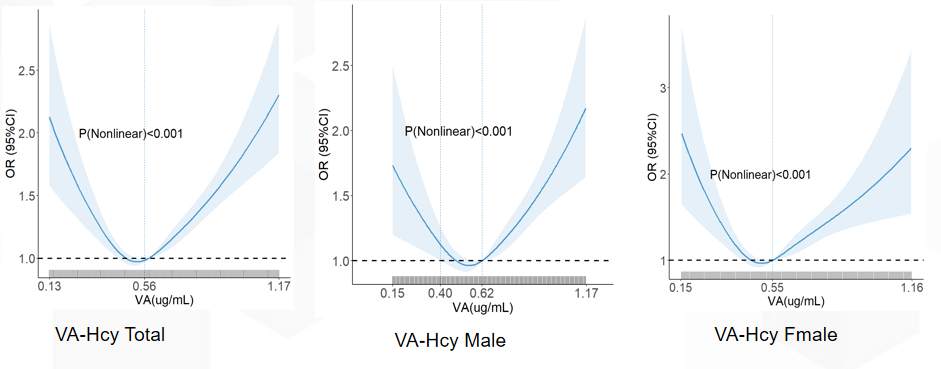 OR (95%CI)
2.5
2.0
1.5
1.0
P(Nonlinear)<0.001
0.13
0.56
1.17
VA(ug/mL)
VA-Hcy Total
OR (95%CI)
2.5
2.0
1.5
1.0
P(Nonlinear)<0.001
0.15
0.40
0.62
1.17
VA(ug/mL)
VA-Hcy Male
OR (95%CI)
3
2
1
P(Nonlinear)<0.001
0.15
0.55
1.16
VA(ug/mL)
VA-Hcy Fmale